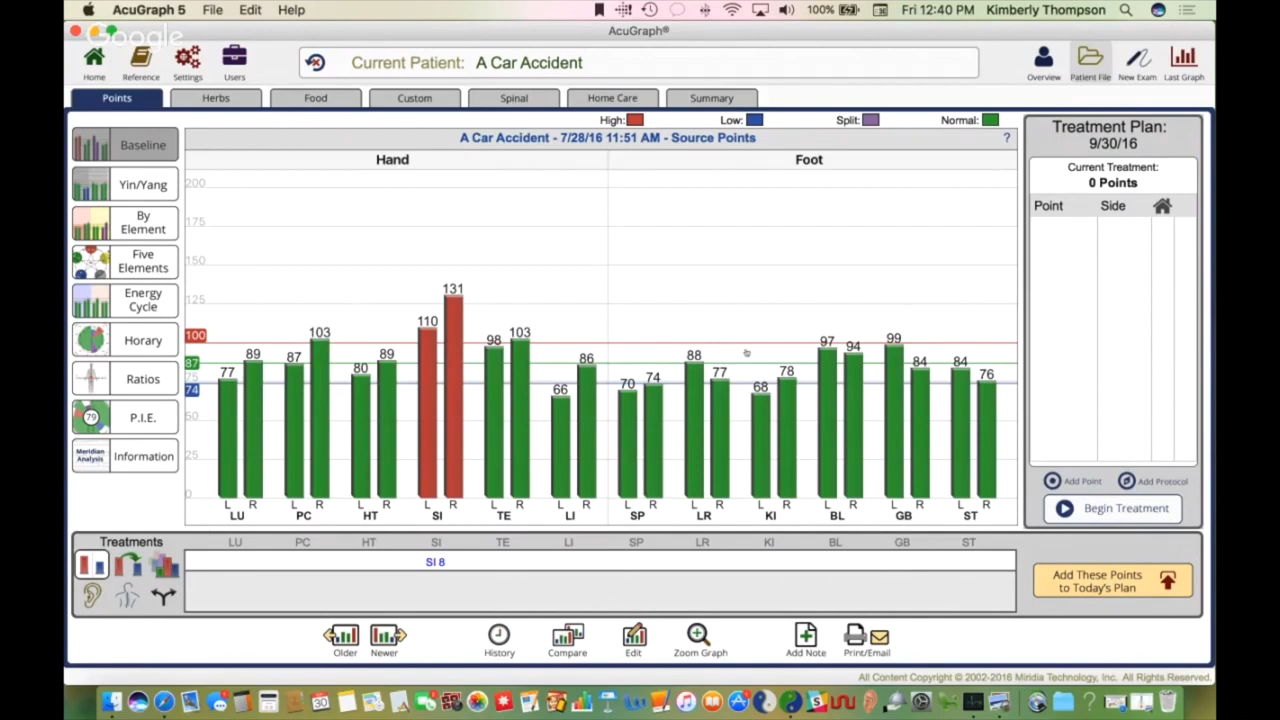 AcuGraph 5 File Edit Help 100% Fri 12:40 PM Kimberly Thompson
Google
AcuGraph®
Home Reference Settings Users
Current Patient: A Car Accident
Overview Patient File New Exam Last Graph
Points Herbs Food Custom Spinal Home Care Summary
High: Low: Split: Normal:
A Car Accident - 7/28/16 11:51 AM - Source Points ?
Hand Foot
Baseline
Yin/Yang
By
Element
Five
Elements
Energy
Cycle
Horary
Ratios
79 P.I.E.
Meridian
Analysis
Information
200
175
150
125
100
87
75
74
50
25
0
77 89 87 103 80 89 110 131 98 103 66 86 70 74 88 77 68 78 97 94 99 84 84 76
L R L R L R L R L R L R L R L R L R L R L R L R
LU PC HT SI TE LI SP LR KI BL GB ST
Treatment Plan:
9/30/16
Current Treatment:
0 Points
Point Side
Add Point Add Protocol
Begin Treatment
Treatments LU PC HT SI TE LI SP LR KI BL GB ST
SI 8
Add These Points
to Today's Plan
Older Newer History Compare Edit Zoom Graph Add Note Print/Email
All Content Copyright © 2002-2016 Miridia Technology, Inc. All Rights Reserved.
30